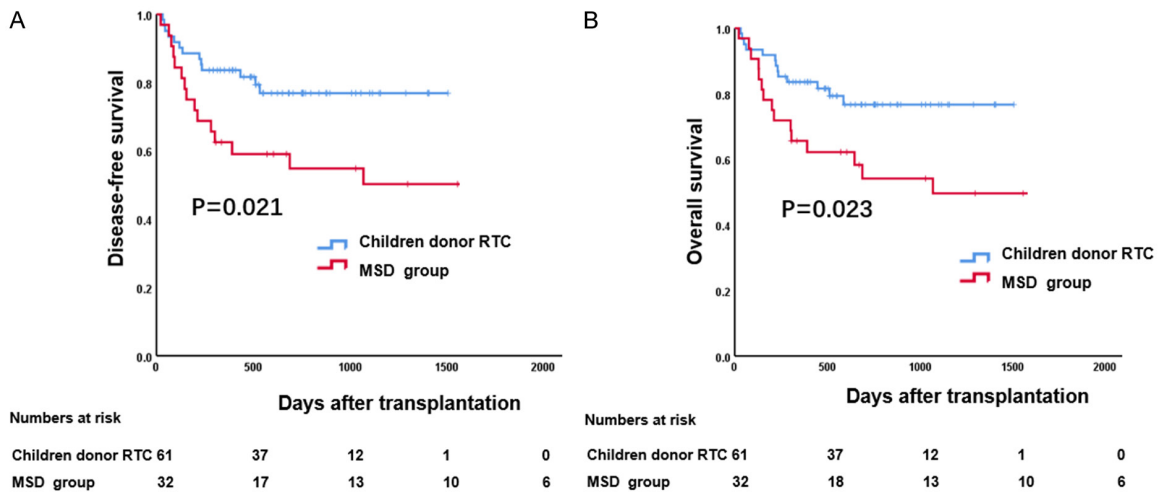 A
Disease-free survival
1.0
0.8
0.6
0.4
0.2
0.0
P=0.021
Children donor RTC
MSD group
0 500 1000 1500 2000
Days after transplantation
Numbers at risk
Children donor RTC 61 37 12 1 0
MSD group 32 17 13 10 6
B
Overall survival
1.0
0.8
0.6
0.4
0.2
0.0
P=0.023
Children donor RTC
MSD group
0 500 1000 1500 2000
Days after transplantation
Numbers at risk
Children donor RTC 61 37 12 1 0
MSD group 32 18 13 10 6